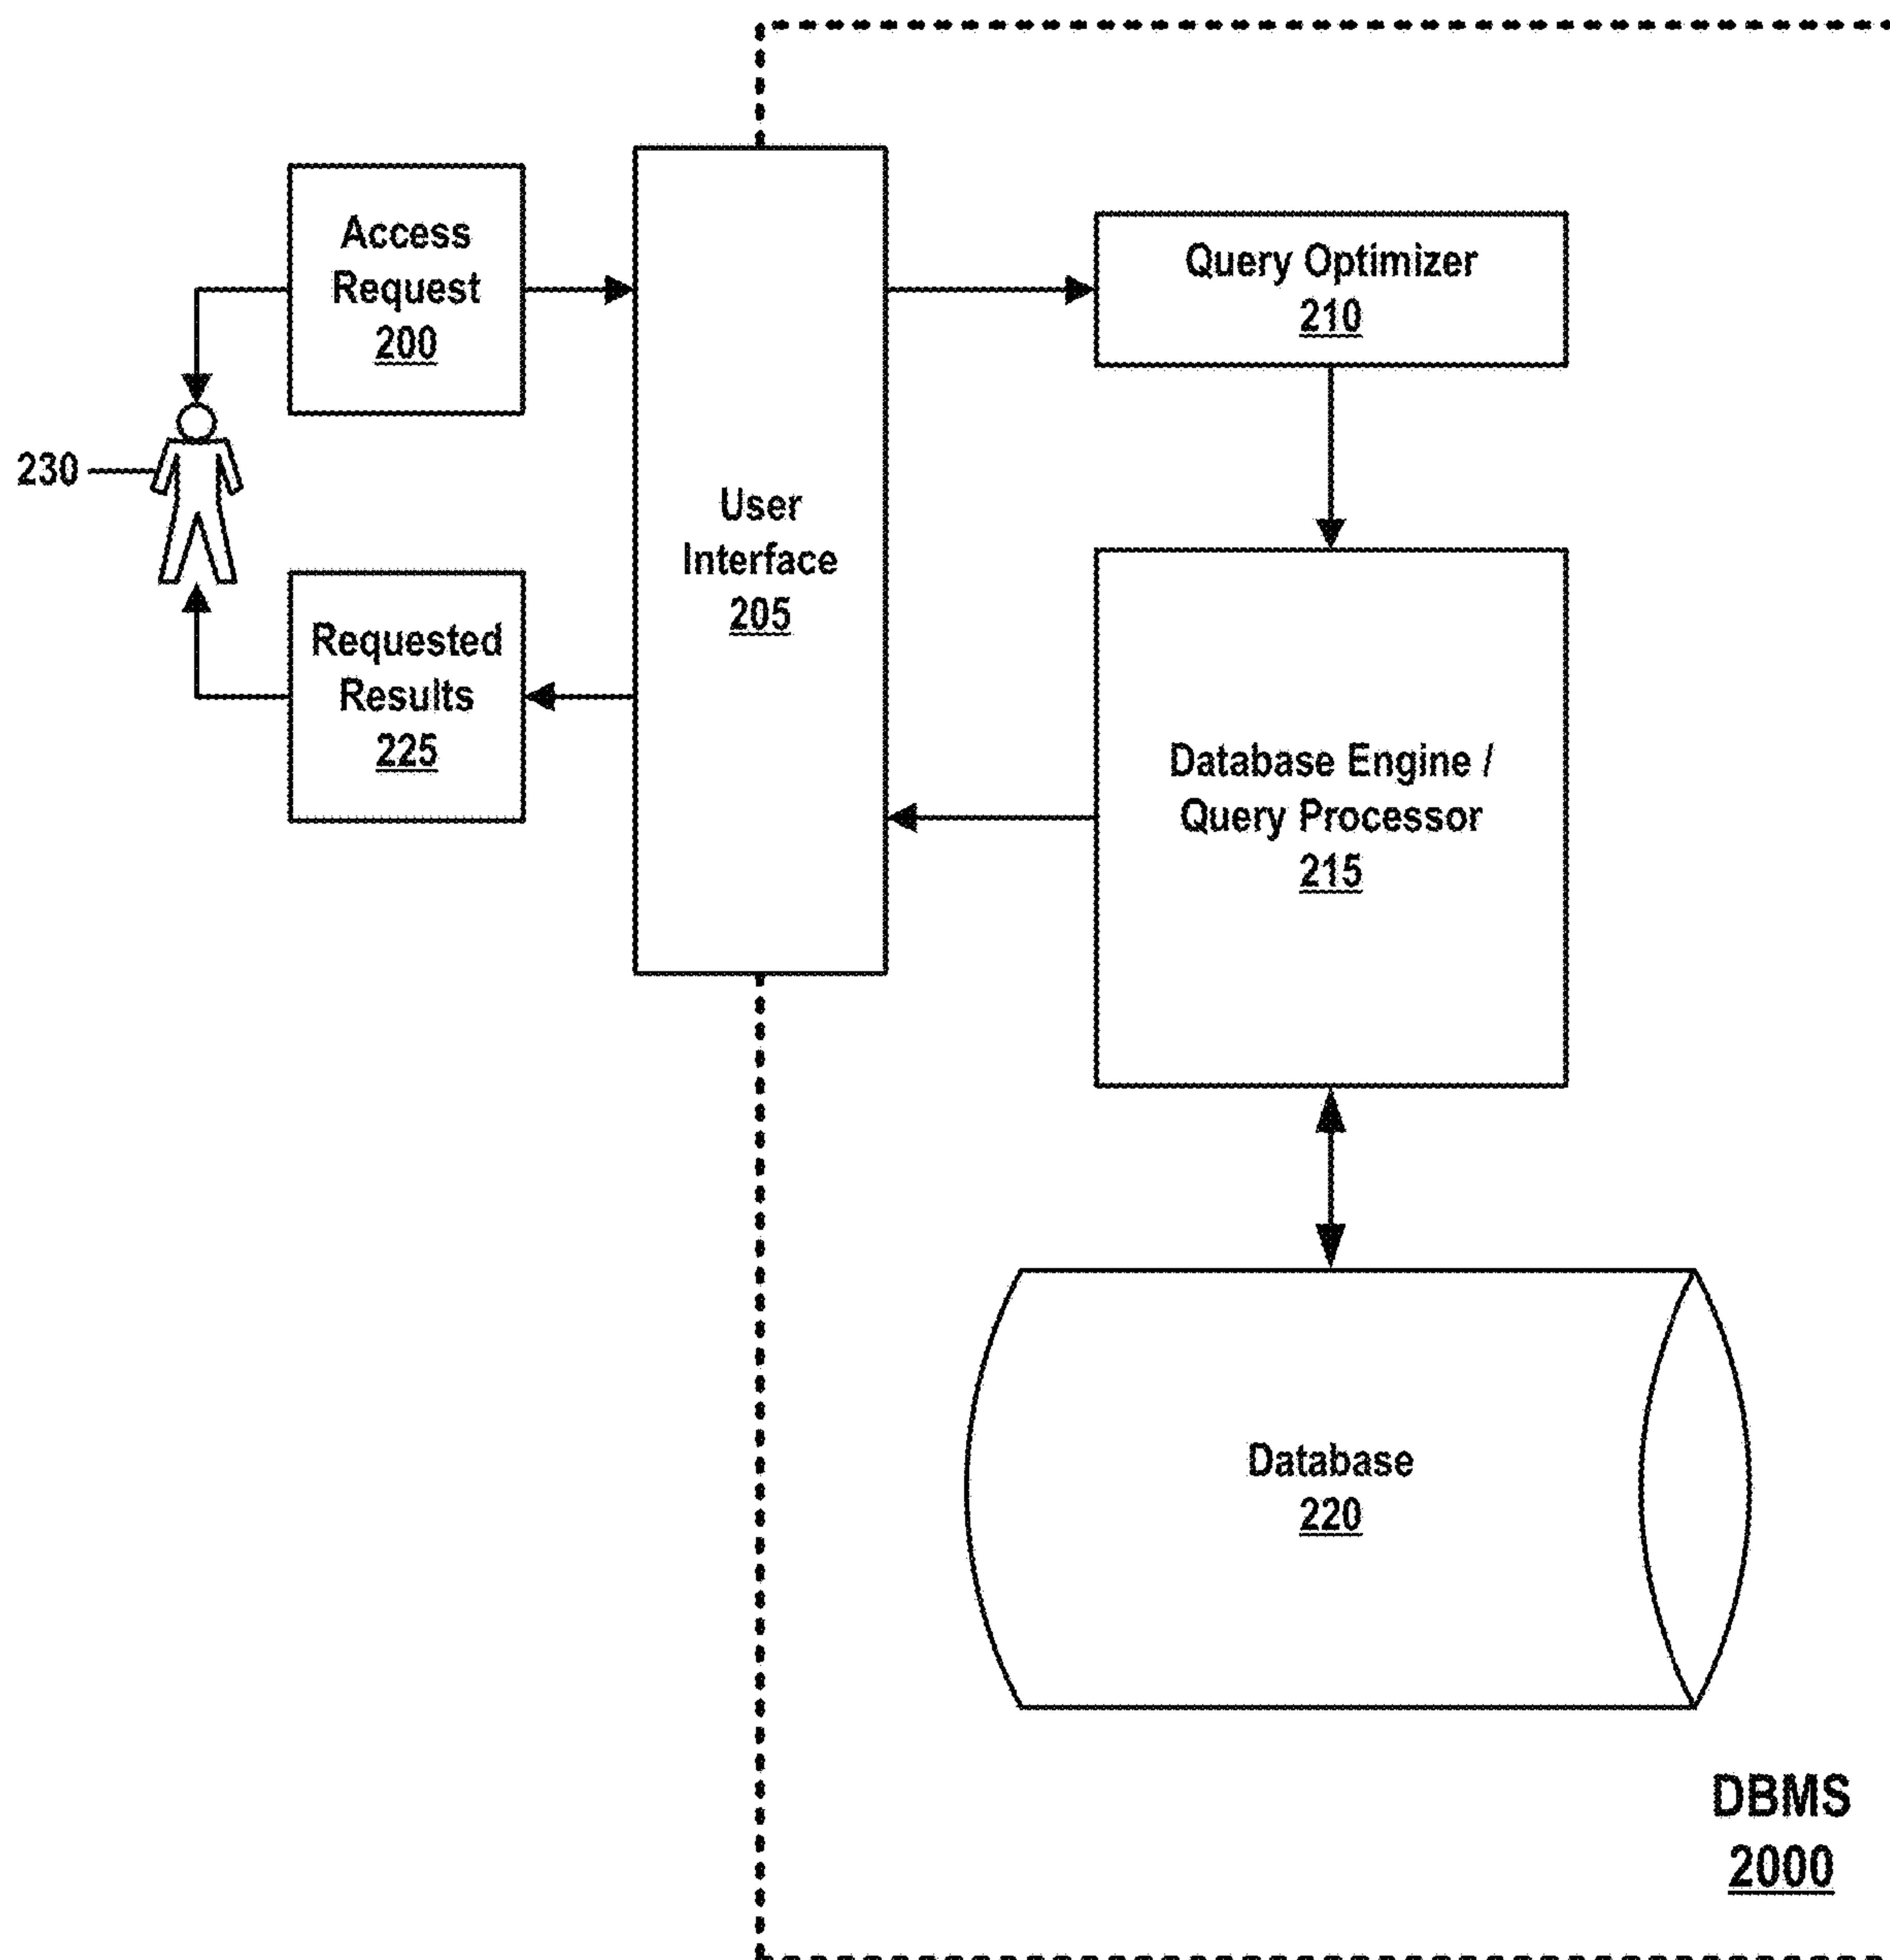 Access
Request
200
230
Requested
Results
225
User
Interface
205
Query Optimizer
210
Database Engine /
Query Processor
215
Database
220
DBMS
2000